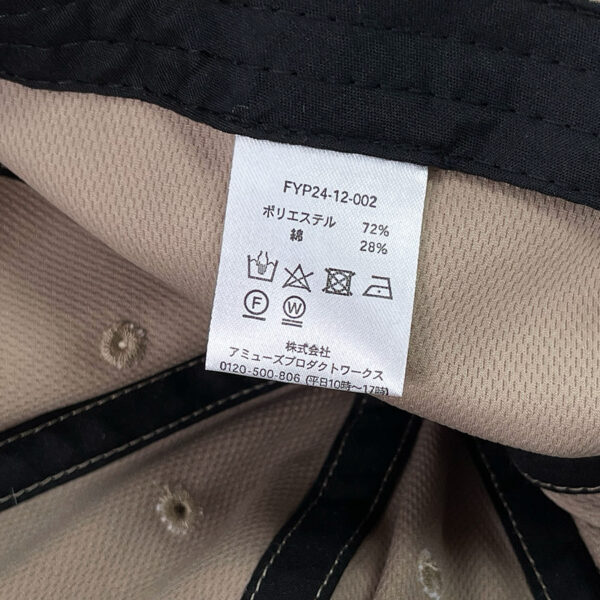 FYP24-12-002
ポリエステル 72%
綿 28%
F W
株式会社
アミューズプロダクトワークス
0120-500-806 (平日10時〜17時)